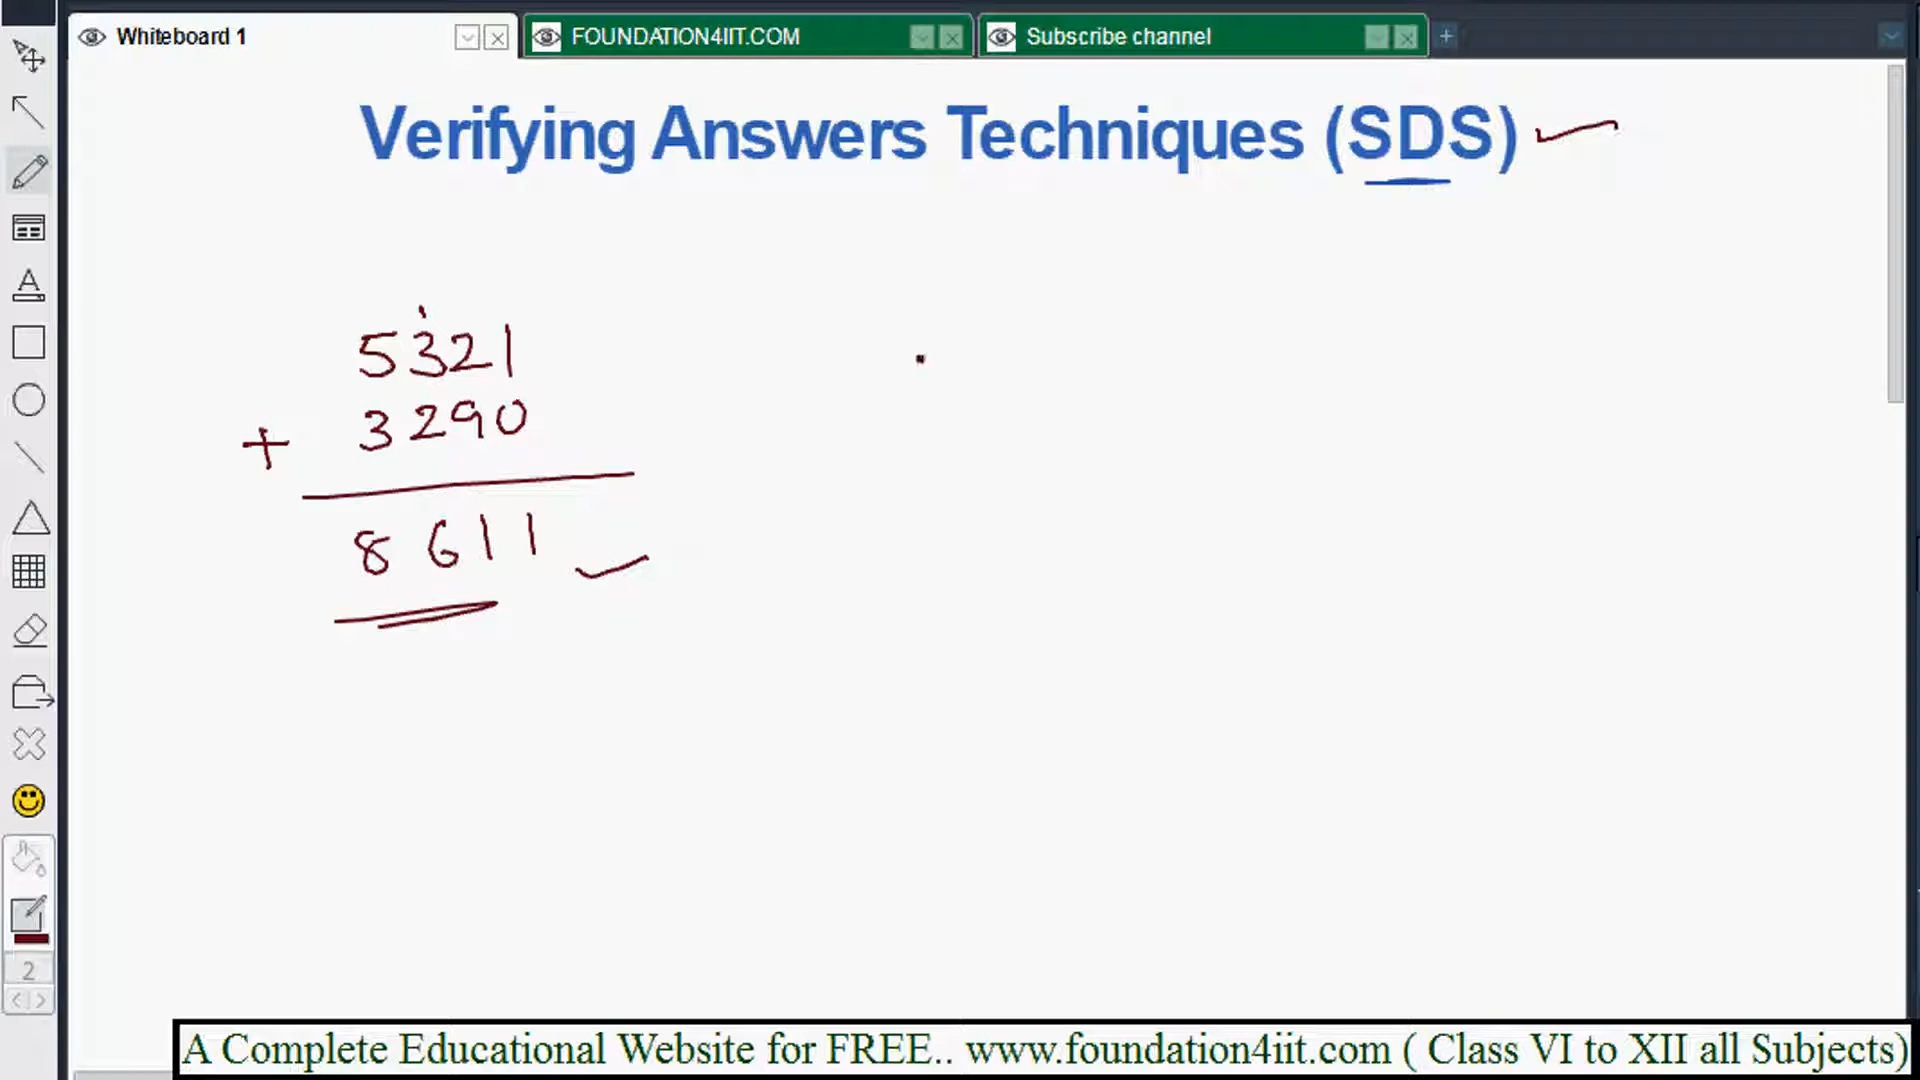 Whiteboard 1
FOUNDATION4IIT.COM
Subscribe channel
Verifying Answers Techniques (SDS)
1
5321
+ 3290
8611
2
A Complete Educational Website for FREE.. www.foundation4iit.com ( Class VI to XII all Subjects)